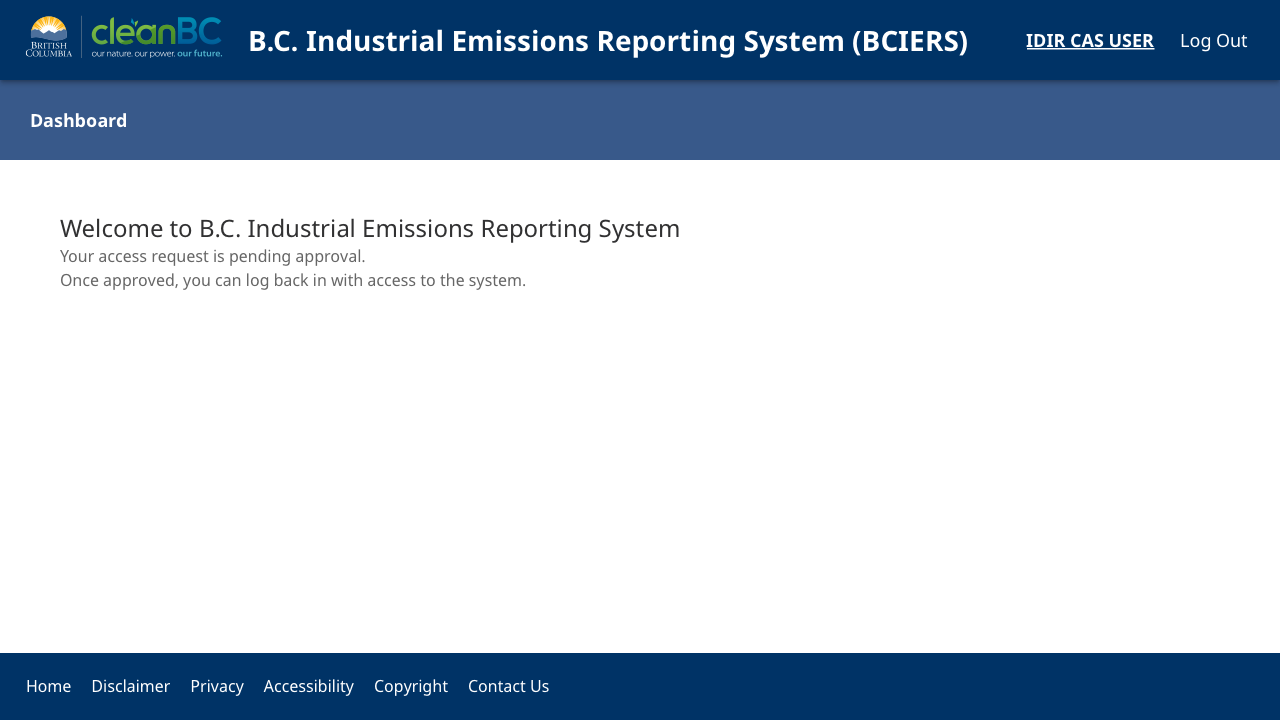 BRITISH
COLUMBIA
cleanBC
our nature. our power. our future.
B.C. Industrial Emissions Reporting System (BCIERS)
IDIR CAS USER
Log Out
Dashboard
Welcome to B.C. Industrial Emissions Reporting System
Your access request is pending approval.
Once approved, you can log back in with access to the system.
Home Disclaimer Privacy Accessibility Copyright Contact Us